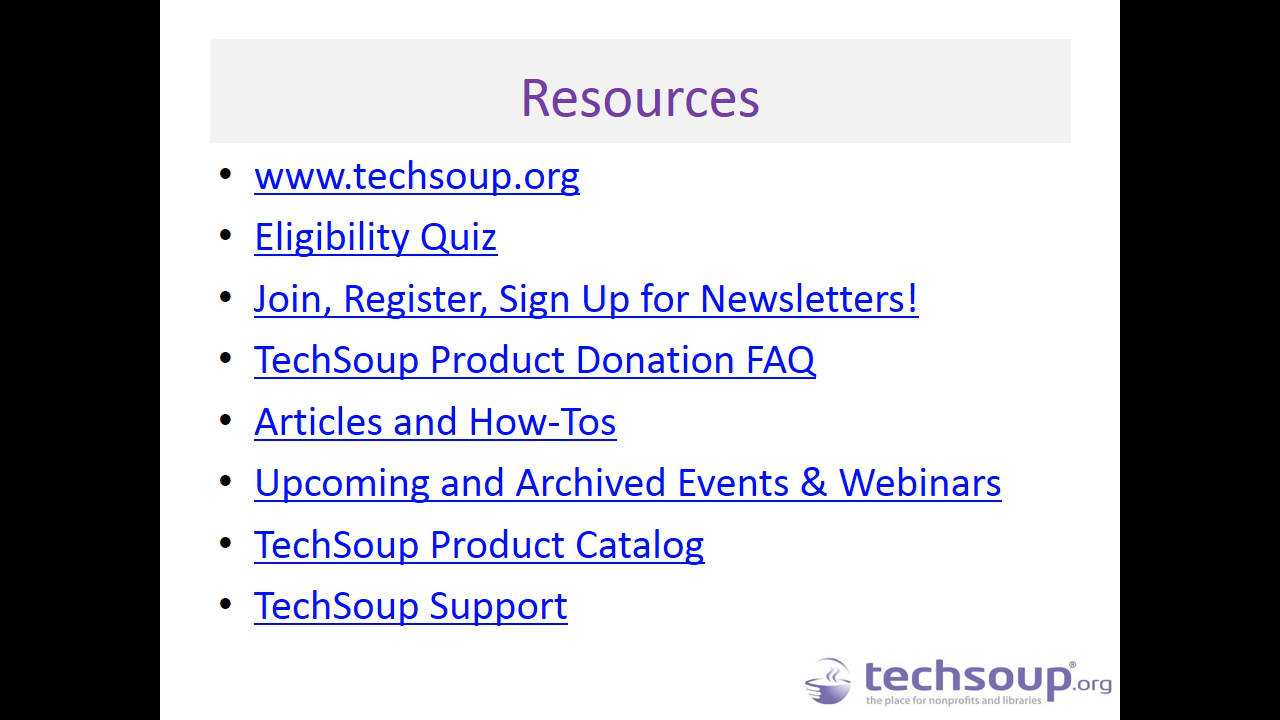 Resources
• www.techsoup.org
• Eligibility Quiz
• Join, Register, Sign Up for Newsletters!
• TechSoup Product Donation FAQ
• Articles and How-Tos
• Upcoming and Archived Events & Webinars
• TechSoup Product Catalog
• TechSoup Support
techsoup®.org
the place for nonprofits and libraries